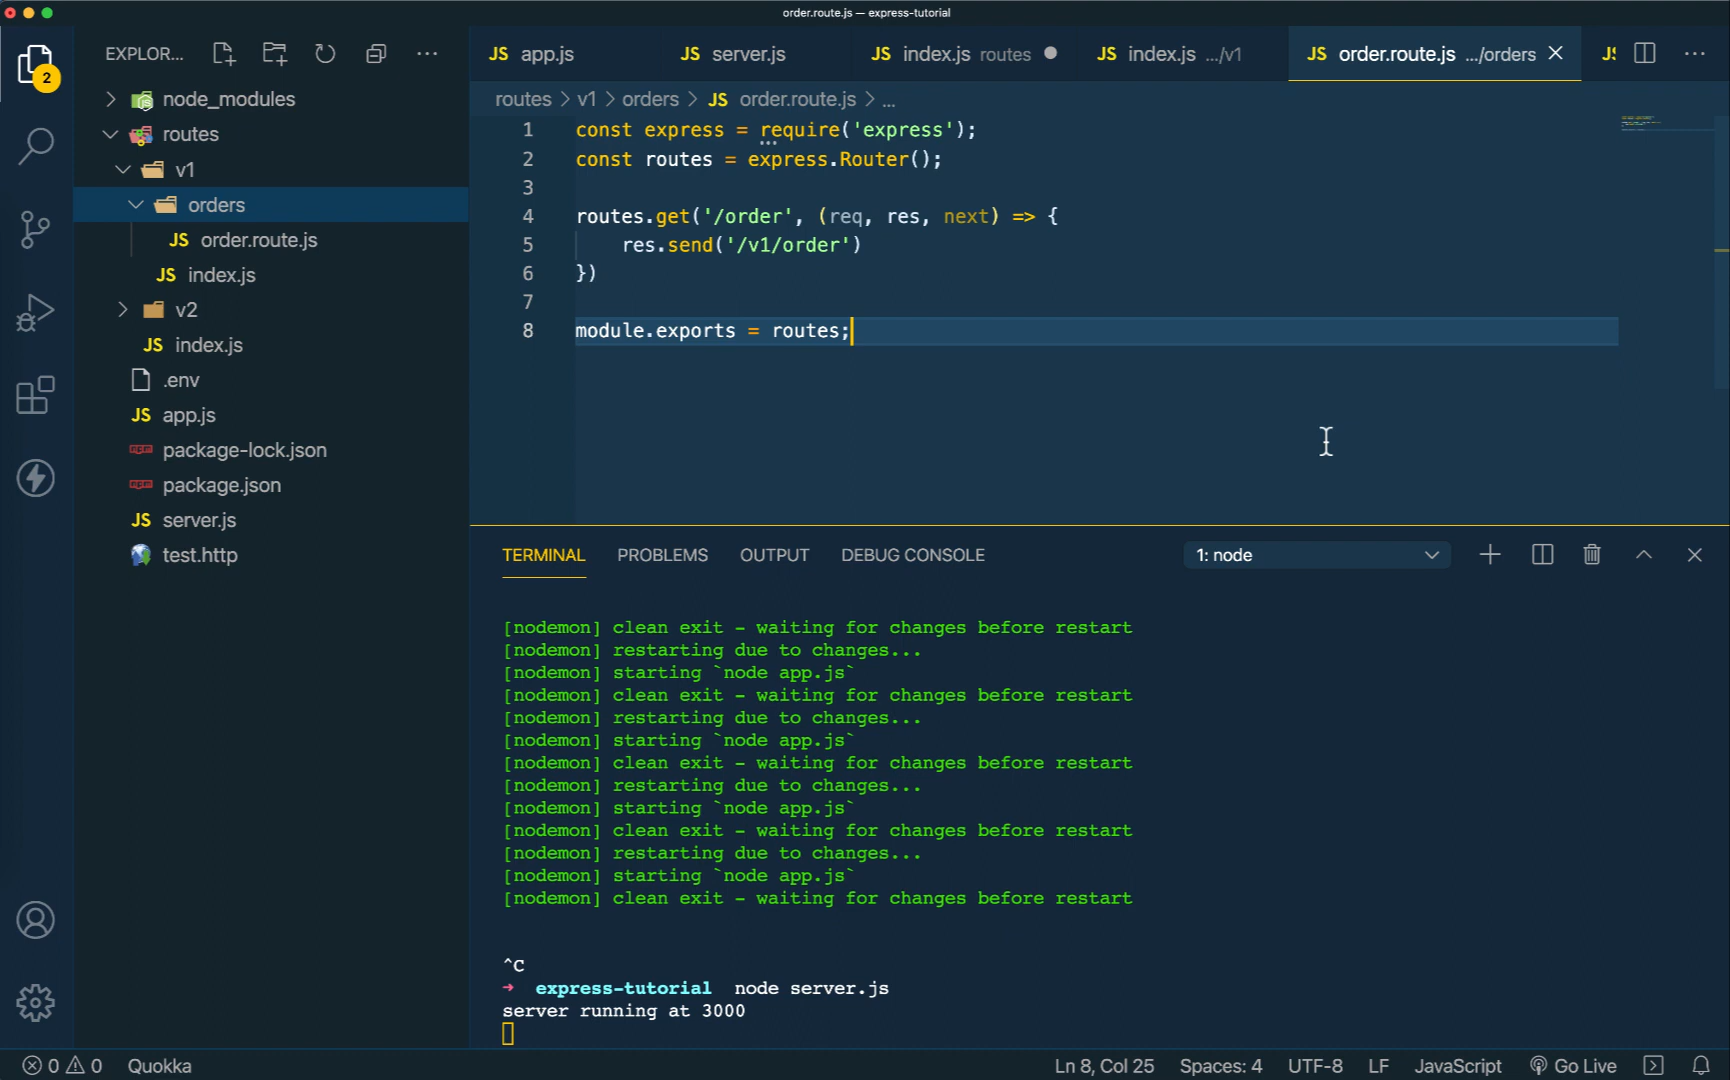 order.route.js — express-tutorial
EXPLOR...
2
node_modules
routes
v1
orders
JS order.route.js
JS index.js
v2
JS index.js
.env
JS app.js
package-lock.json
package.json
JS server.js
test.http
JS app.js JS server.js JS index.js routes JS index.js .../v1 JS order.route.js .../orders
routes > v1 > orders > JS order.route.js > ...
1 const express = require('express');
2 const routes = express.Router();
3
4 routes.get('/order', (req, res, next) => {
5 res.send('/v1/order')
6 })
7
8 module.exports = routes;
TERMINAL PROBLEMS OUTPUT DEBUG CONSOLE 1: node
[nodemon] clean exit - waiting for changes before restart
[nodemon] restarting due to changes...
[nodemon] starting `node app.js`
[nodemon] clean exit - waiting for changes before restart
[nodemon] restarting due to changes...
[nodemon] starting `node app.js`
[nodemon] clean exit - waiting for changes before restart
[nodemon] restarting due to changes...
[nodemon] starting `node app.js`
[nodemon] clean exit - waiting for changes before restart
[nodemon] restarting due to changes...
[nodemon] starting `node app.js`
[nodemon] clean exit - waiting for changes before restart
^C
→ express-tutorial node server.js
server running at 3000
0 0 Quokka Ln 8, Col 25 Spaces: 4 UTF-8 LF JavaScript Go Live